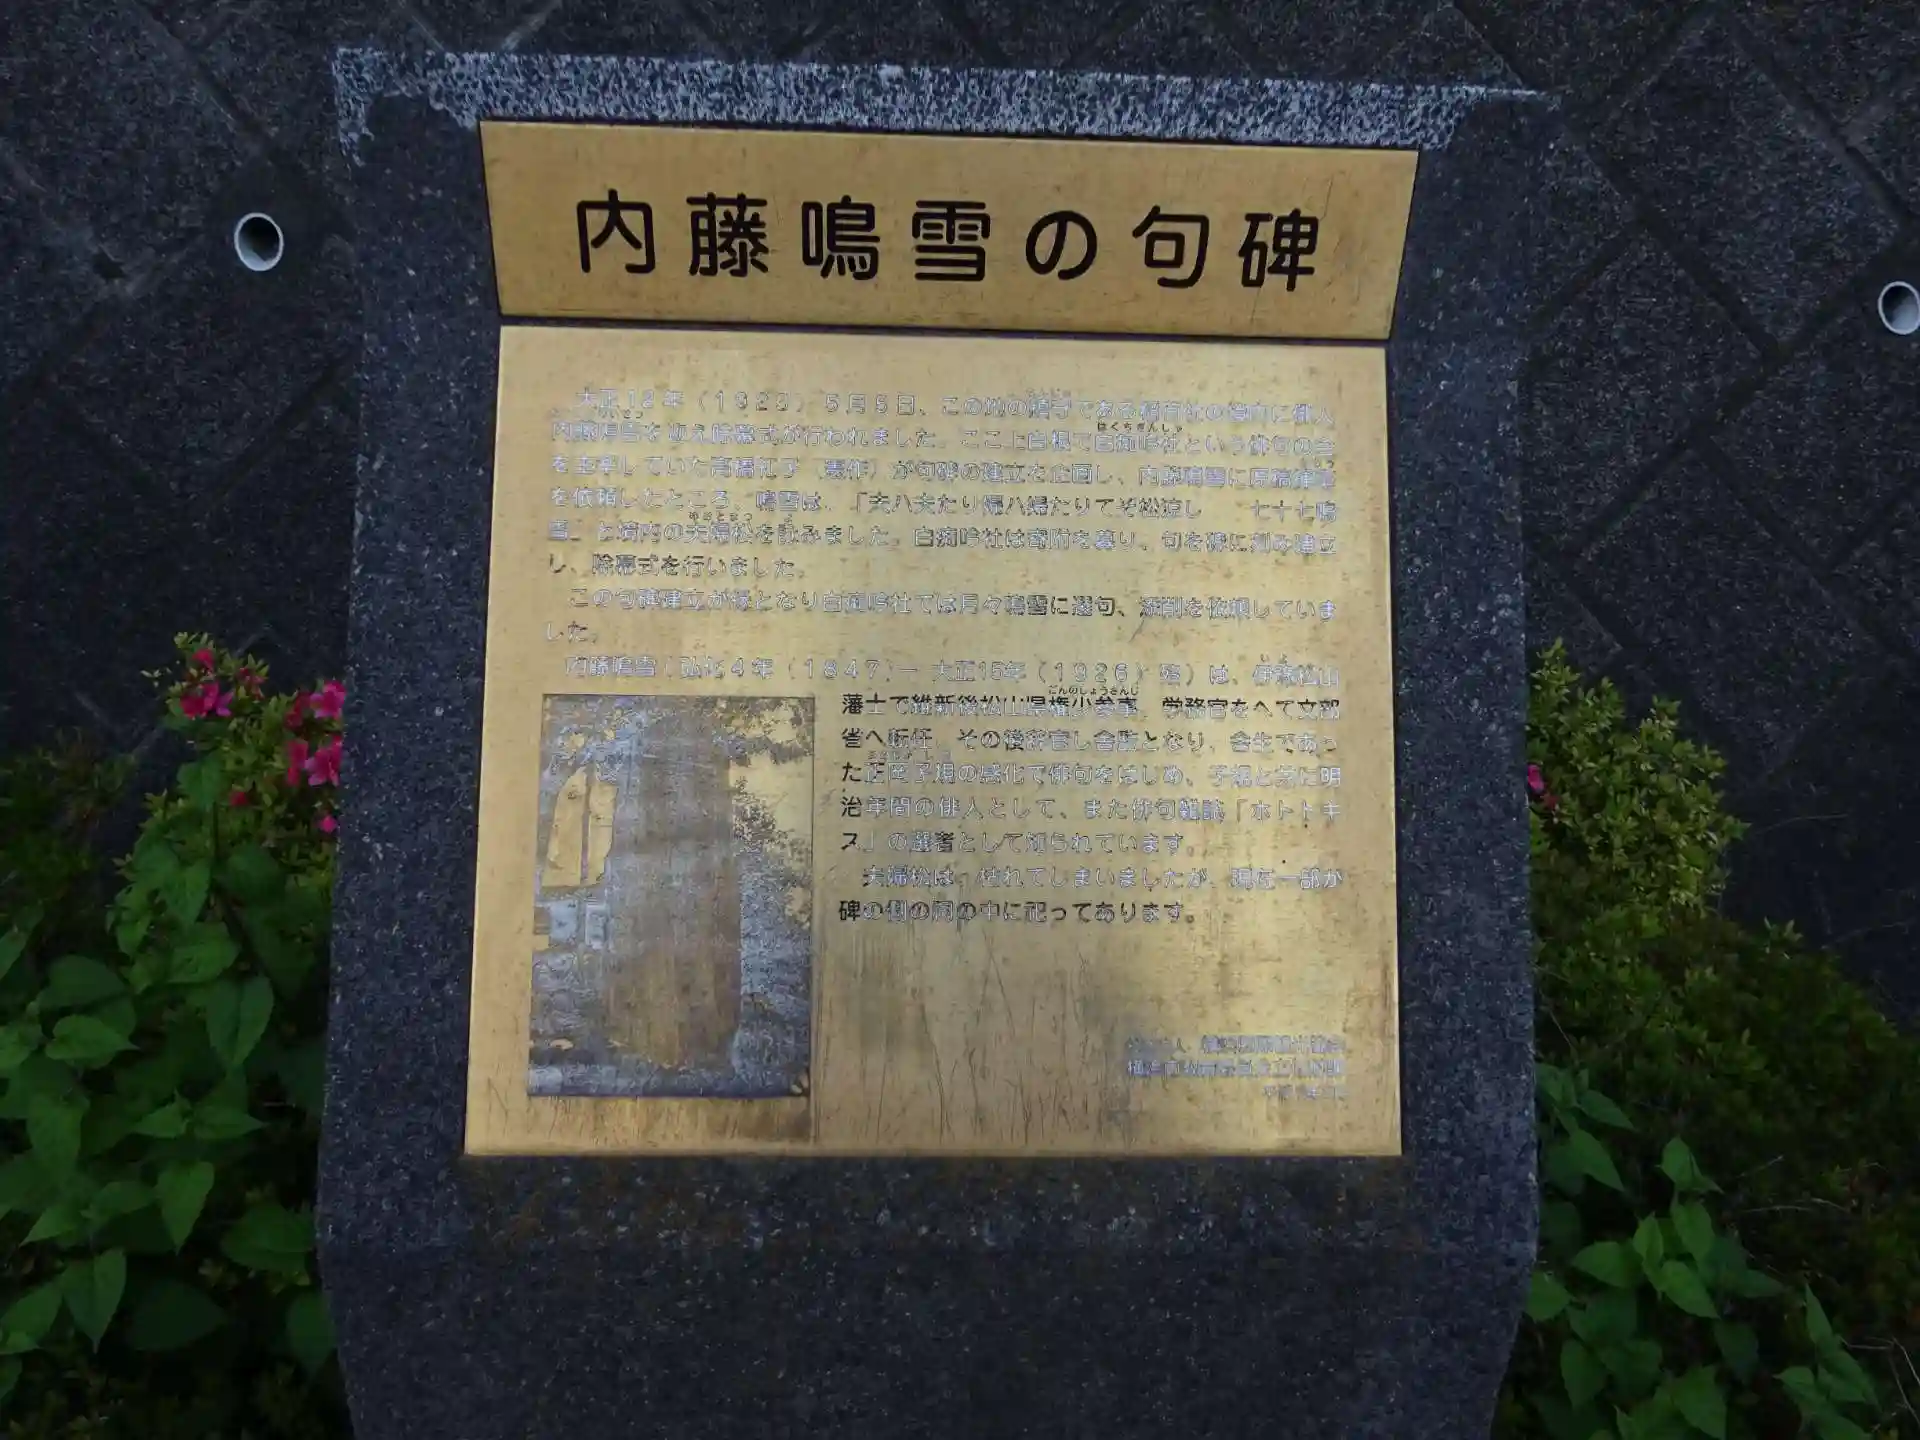 内藤鳴雪の句碑
大正12年（1923）5月5日、この地の鎮守である稲荷社の境内に俳人
内藤鳴雪を迎え除幕式が行われました。ここ上白根で白痴吟社という俳句の会
を主宰していた高橋虹子（寡作）が句碑の建立を企画し、内藤鳴雪に原稿揮毫
を依頼したところ、鳴雪は、「夫ハ夫たり婦ハ婦たりてぞ松涼し　七十七鳴
雪」と境内の夫婦松を詠みました。白痴吟社は寄附を募り、句を碑に刻み建立
し、除幕式を行いました。
この句碑建立が縁となり白痴吟社では月々鳴雪に選句、添削を依頼していま
した。
内藤鳴雪（弘化4年（1847）― 大正15年（1926）歿）は、伊予松山
藩士で維新後松山県権少参事、学務官をへて文部
省へ転任、その後辞官し舎監となり、舎生であっ
た正岡子規の感化で俳句をはじめ、子規と共に明
治年間の俳人として、また俳句雑誌「ホトトギ
ス」の選者として知られています。
夫婦松は、枯れてしまいましたが、現在一部が
碑の側の祠の中に祀ってあります。